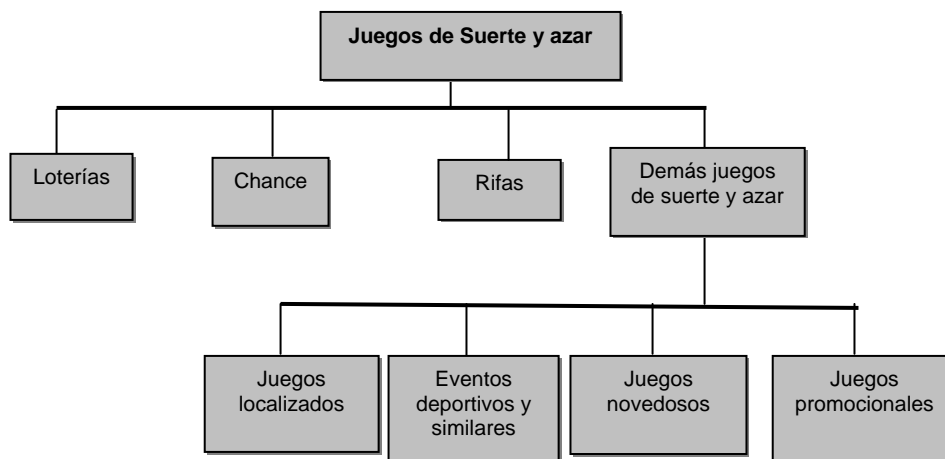 Juegos de Suerte y azar
Loterías
Chance
Rifas
Demás juegos
de suerte y azar
Juegos
localizados
Eventos
deportivos y
similares
Juegos
novedosos
Juegos
promocionales